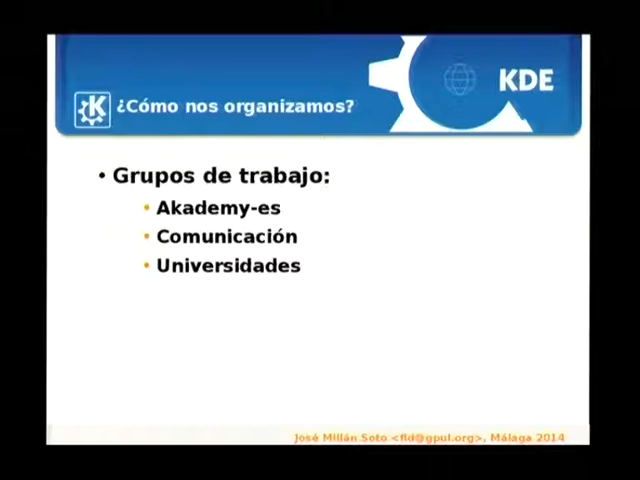 KDE
¿Cómo nos organizamos?
• Grupos de trabajo:
• Akademy-es
• Comunicación
• Universidades
José Millán Soto <fid@gpul.org>, Málaga 2014